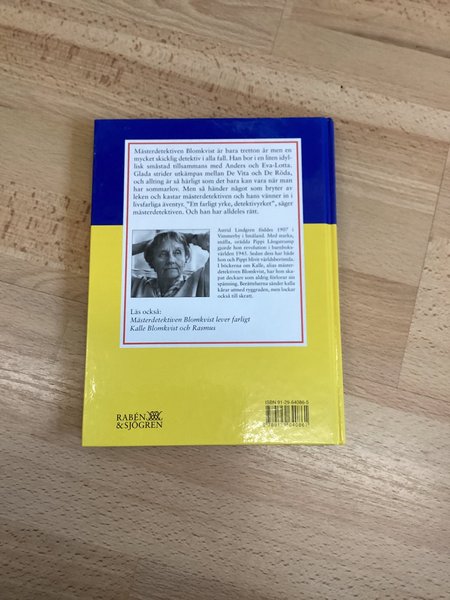 Mästerdetektiven Blomkvist är bara tretton år men en
mycket skicklig detektiv i alla fall. Han bor i en liten idyl-
lisk småstad tillsammans med Anders och Eva-Lotta.
Glada strider utkämpas mellan De Vita och De Röda,
och allting är så härligt som det bara kan vara när man
har sommarlov. Men så händer något som bryter av
leken och kastar mästerdetektiven och hans vänner in i
livsfarliga äventyr. "Ett farligt yrke, detektivyrket", säger
mästerdetektiven. Och han har alldeles rätt.
Astrid Lindgren föddes 1907 i
Vimmerby i Småland. Med starka,
snälla, orädda Pippi Långstrump
gjorde hon revolution i barnboks-
världen 1945. Sedan dess har både
hon och Pippi blivit världsberömda.
I böckerna om Kalle, alias mäster-
detektiven Blomkvist, har hon ska-
pat deckare som aldrig förlorar sin
spänning. Berättelserna sänder kalla
kårar utmed ryggraden, men lockar
också till skratt.
Läs också:
Mästerdetektiven Blomkvist lever farligt
Kalle Blomkvist och Rasmus
ISBN 91-29-64086-5
RABÉN
&SJÖGREN